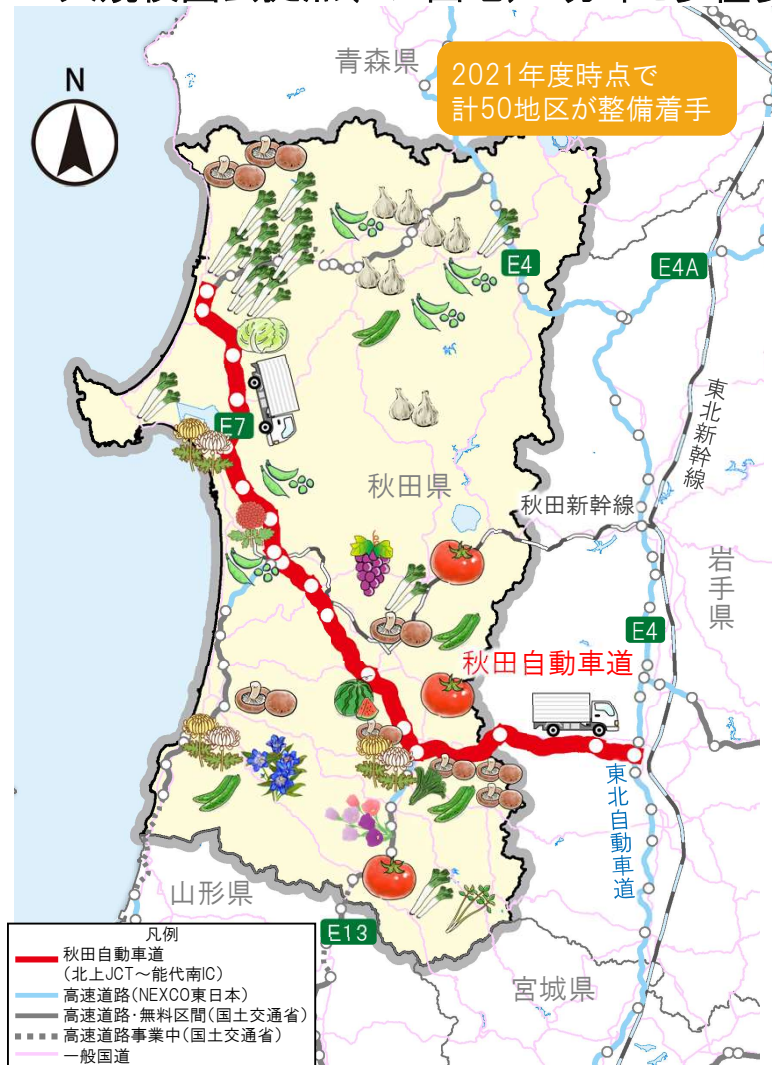 青森県
2021年度時点で
計50地区が整備着手
N
E4
E4A
E7
東北新幹線
秋田県
秋田新幹線
岩手県
E4
秋田自動車道
東北自動車道
山形県
E13
宮城県
凡例
秋田自動車道
(北上JCT～能代南IC)
高速道路(NEXCO東日本)
高速道路・無料区間(国土交通省)
高速道路事業中(国土交通省)
一般国道